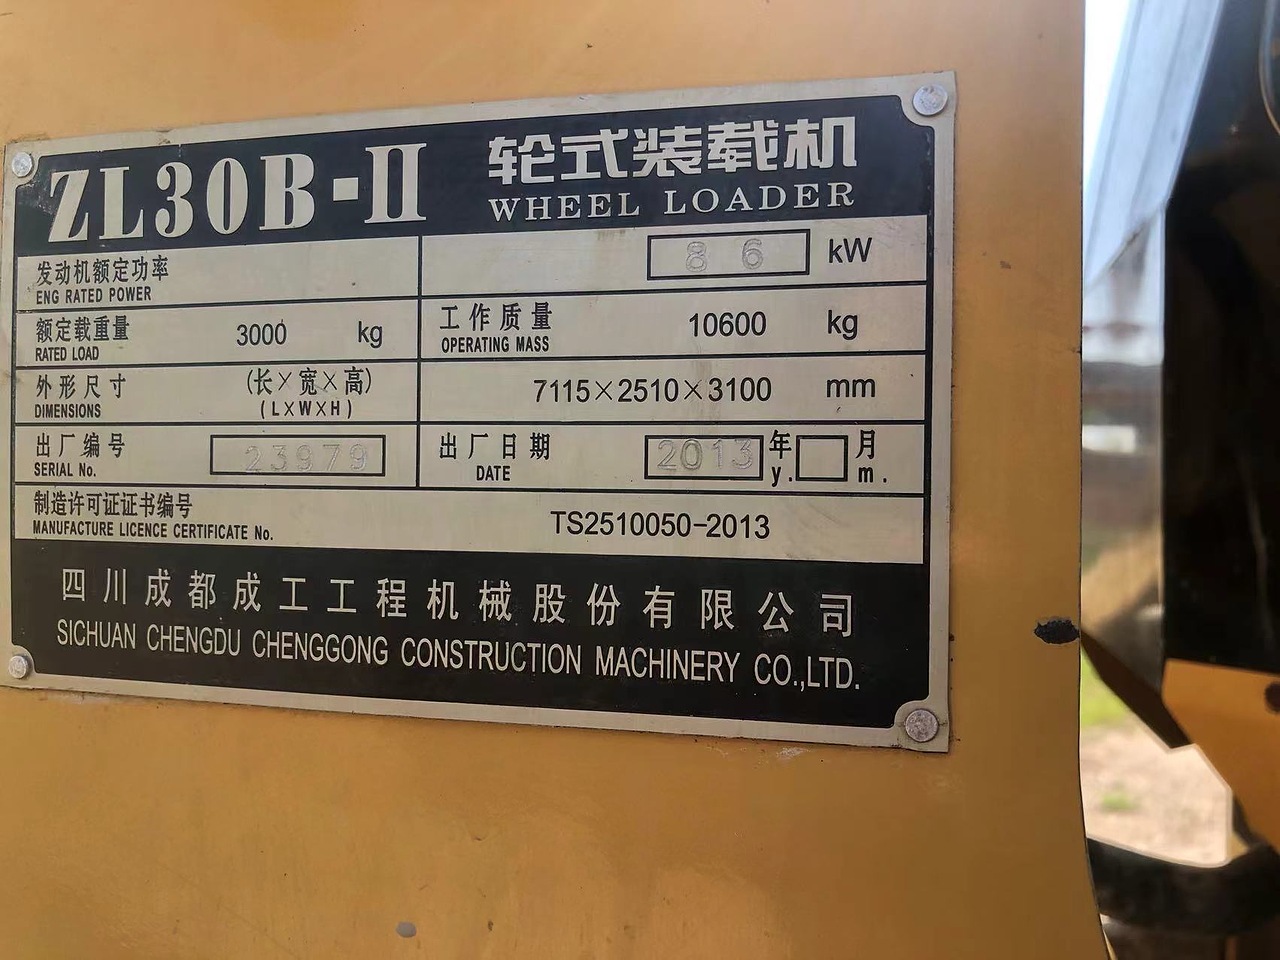 ZL30B-II 轮式装载机
WHEEL LOADER
发动机额定功率 86 kW
ENG RATED POWER
额定载重量 3000 kg 工作质量 10600 kg
RATED LOAD OPERATING MASS
外形尺寸 (长×宽×高) 7115×2510×3100 mm
DIMENSIONS (L×W×H)
出厂编号 23979 出厂日期 2013 年 月
SERIAL No. DATE y. m.
制造许可证证书编号 TS2510050-2013
MANUFACTURE LICENCE CERTIFICATE No.
四川成都成工工程机械股份有限公司
SICHUAN CHENGDU CHENGGONG CONSTRUCTION MACHINERY CO.,LTD.